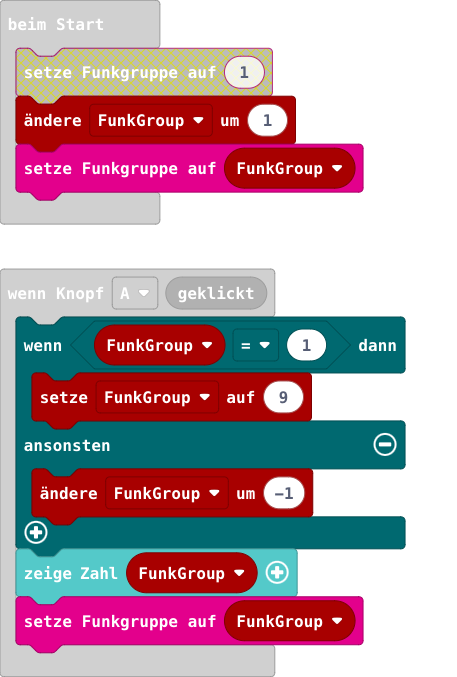 beim Start
setze Funkgruppe auf 1
ändere FunkGroup um 1
setze Funkgruppe auf FunkGroup
wenn Knopf A geklickt
wenn FunkGroup = 1 dann
setze FunkGroup auf 9
ansonsten
ändere FunkGroup um −1
zeige Zahl FunkGroup
setze Funkgruppe auf FunkGroup